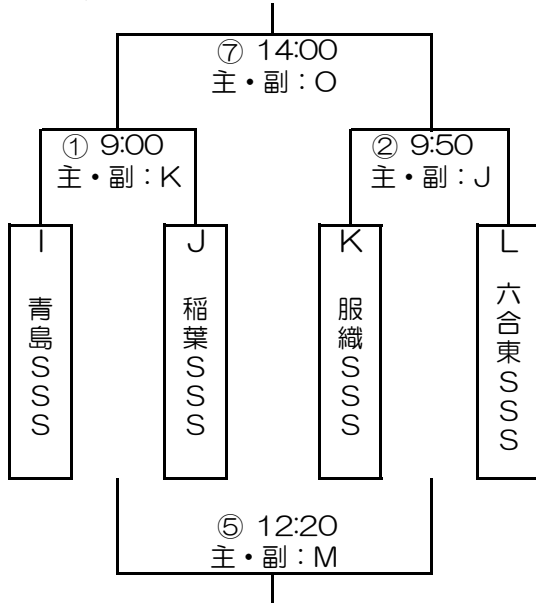 ⑦ 14:00
主・副：O
① 9:00
主・副：K
② 9:50
主・副：J
I
青島SSS
J
稲葉SSS
K
服織SSS
L
六合東SSS
⑤ 12:20
主・副：M